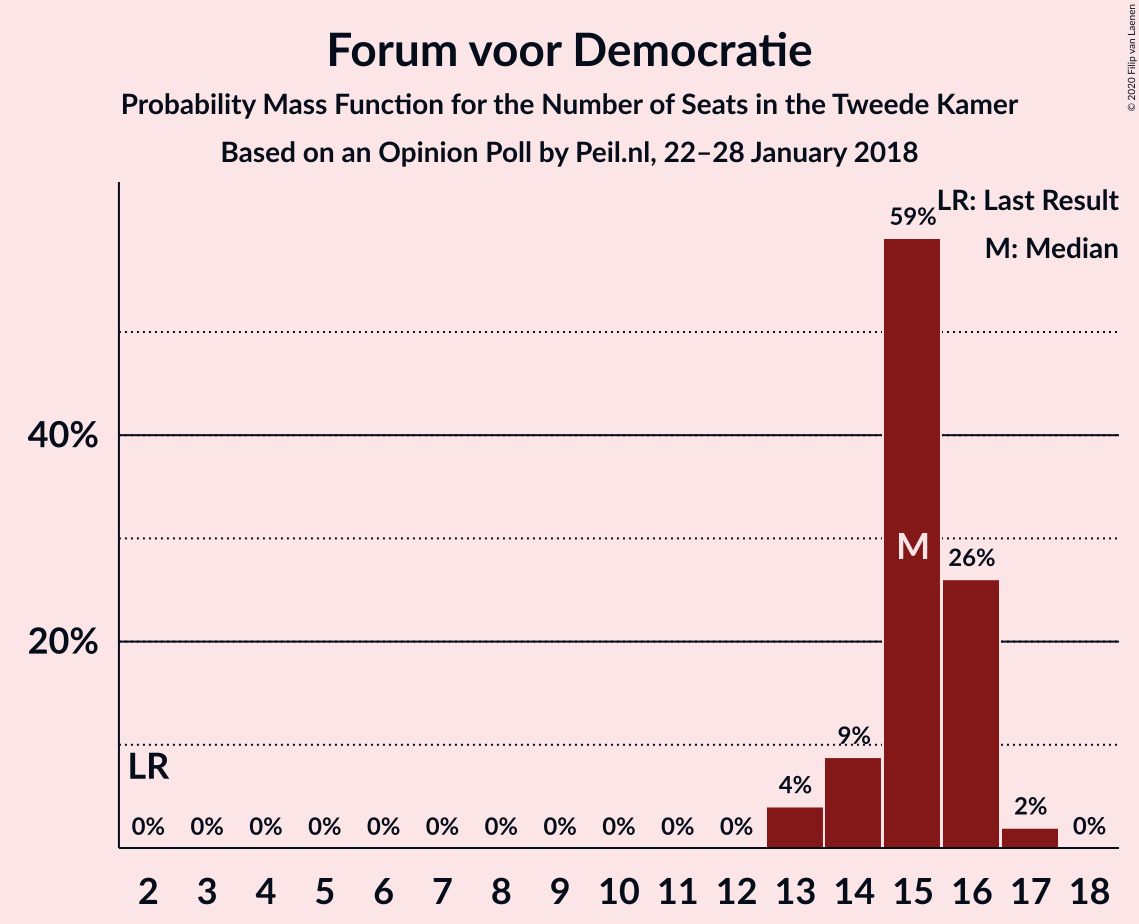 Forum voor Democratie
Probability Mass Function for the Number of Seats in the Tweede Kamer
Based on an Opinion Poll by Peil.nl, 22–28 January 2018
© 2020 Filip van Laenen
LR: Last Result
M: Median
59%
40%
M
26%
20%
9%
LR
4%
2%
0% 0% 0% 0% 0% 0% 0% 0% 0% 0% 0% 0%
2 3 4 5 6 7 8 9 10 11 12 13 14 15 16 17 18